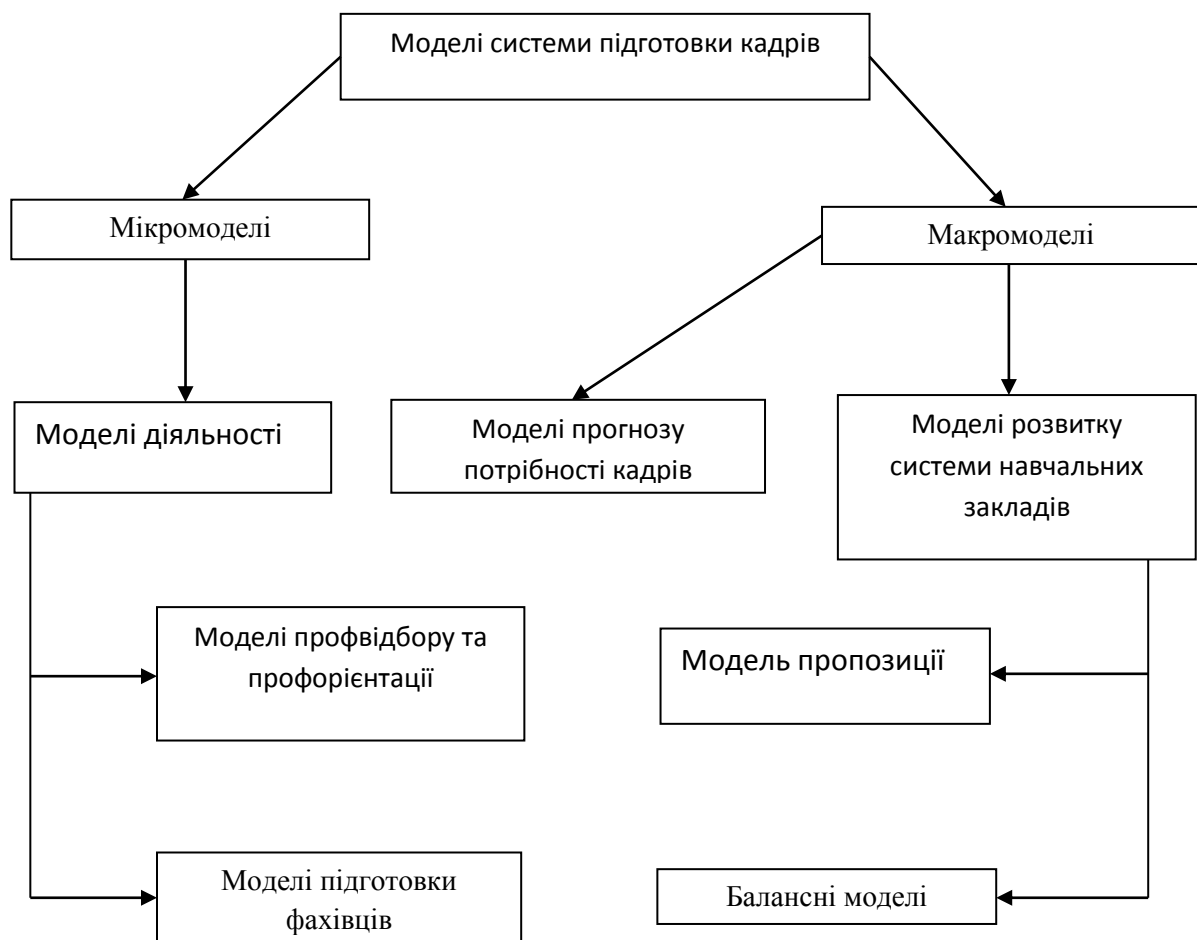 Моделі системи підготовки кадрів
Мікромоделі
Макромоделі
Моделі діяльності
Моделі прогнозу
потрібності кадрів
Моделі розвитку
системи навчальних
закладів
Моделі профвідбору та
профорієнтації
Модель пропозиції
Моделі підготовки
фахівців
Балансні моделі